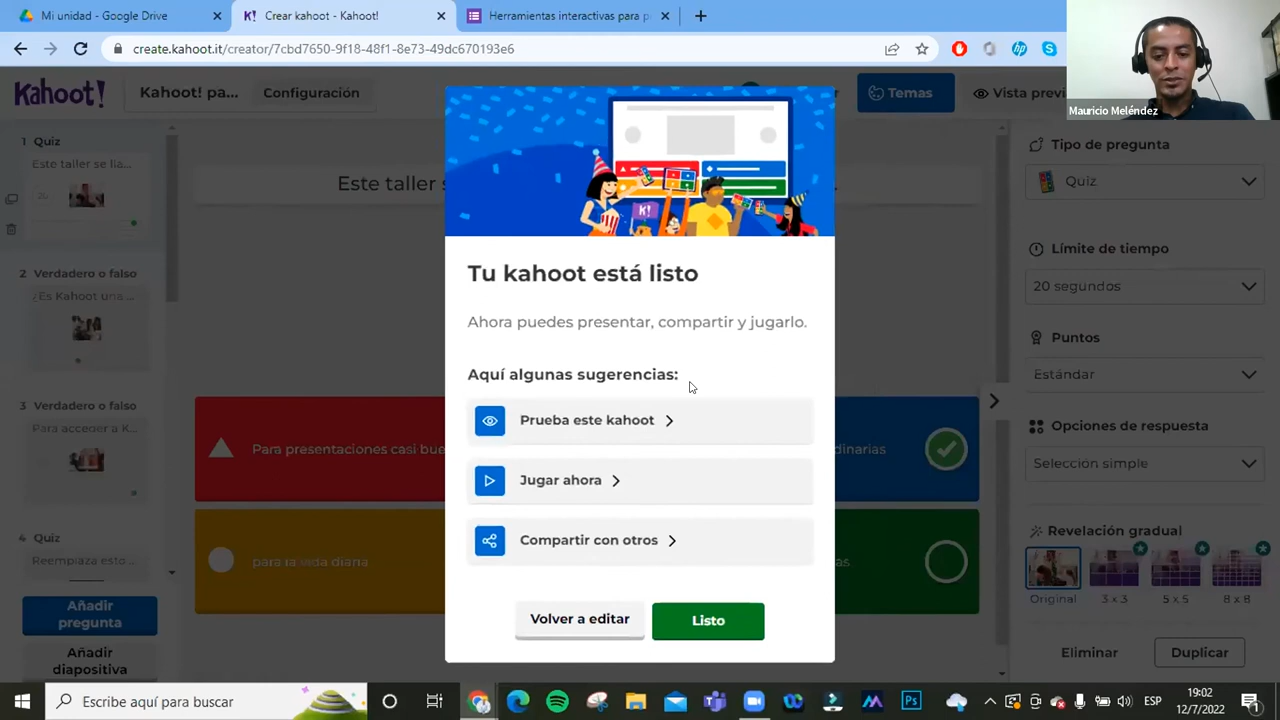 Mi unidad - Google Drive
Crear kahoot - Kahoot!
Herramientas interactivas para p
create.kahoot.it/creator/7cbd7650-9f18-48f1-8e73-49dc670193e6
Mauricio Meléndez
Kahoot!
Kahoot! pa...
Configuración
Temas
Vista previ
1 Quiz
Este taller se lla...
2 Verdadero o falso
¿Es Kahoot una ...
3 Verdadero o falso
Para acceder a K...
4 Quiz
Reemplaza esto ...
Añadir
pregunta
Añadir
diapositiva
Este taller s
Para presentaciones casi bue
dinarias
para la vida diaria
as
K!
Tu kahoot está listo
Ahora puedes presentar, compartir y jugarlo.
Aquí algunas sugerencias:
Prueba este kahoot
Jugar ahora
Compartir con otros
Volver a editar
Listo
Tipo de pregunta
Quiz
Límite de tiempo
20 segundos
Puntos
Estándar
Opciones de respuesta
Selección simple
Revelación gradual
Original
3 x 3
5 x 5
8 x 8
Eliminar
Duplicar
Escribe aquí para buscar
ESP
19:02
12/7/2022